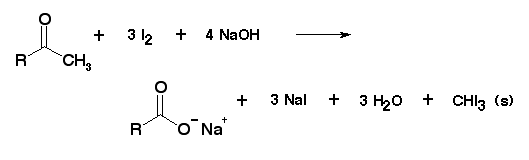 O
R CH₃ + 3 I₂ + 4 NaOH ⟶
O
R O⁻ Na⁺ + 3 NaI + 3 H₂O + CHI₃ (s)